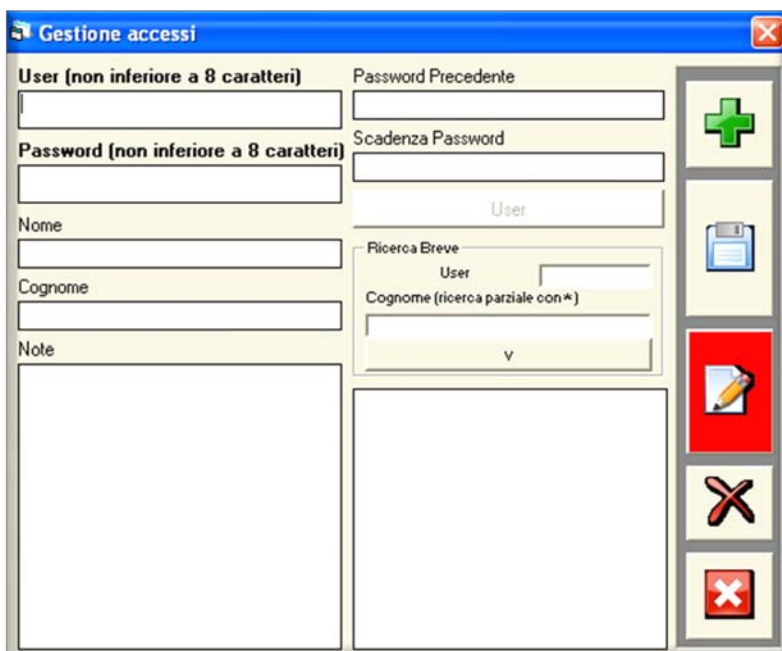 Gestione accessi
User (non inferiore a 8 caratteri)
Password (non inferiore a 8 caratteri)
Nome
Cognome
Note
Password Precedente
Scadenza Password
User
Ricerca Breve
User
Cognome (ricerca parziale con*)
v